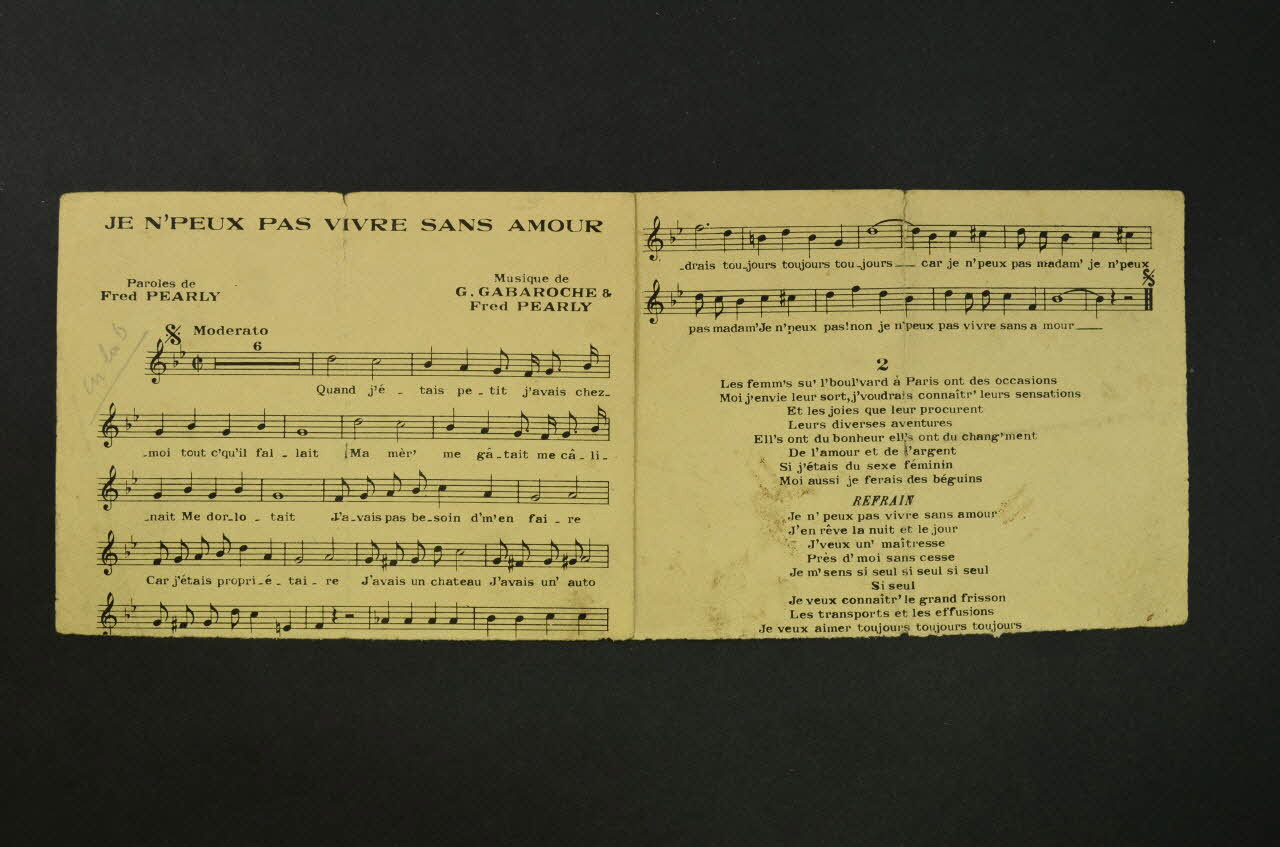 JE N'PEUX PAS VIVRE SANS AMOUR
Paroles de
Fred PEARLY
Musique de
G. GABAROCHE &
Fred PEARLY
en la b
Moderato
6
Quand j'é - tais pe - tit j'avais chez-
-moi tout c'qu'il fal - lait Ma mèr' me gâ - tait me câ - li-
-nait Me dor - lo - tait J'a - vais pas be - soin d'm'en fai - re
Car j'étais propri - é - tai - re J'avais un chateau J'avais un' auto
-drais tou - jours toujours tou - jours car je n'peux pas madam' je n'peux
pas madam' Je n'peux pas! non je n'peux pas vivre sans a mour
2
Les femm's su' l'boul'vard à Paris ont des occasions
Moi j'envie leur sort, j'voudrais connaîtr' leurs sensations
Et les joies que leur procurent
Leurs diverses aventures
Ell's ont du bonheur ell's ont du chang'ment
De l'amour et de l'argent
Si j'étais du sexe féminin
Moi aussi je ferais des béguins
REFRAIN
Je n' peux pas vivre sans amour
J'en rêve la nuit et le jour
J'veux un' maîtresse
Près d' moi sans cesse
Je m'sens si seul si seul si seul
Si seul
Je veux connaîtr' le grand frisson
Les transports et les effusions
Je veux aimer toujours toujours toujours